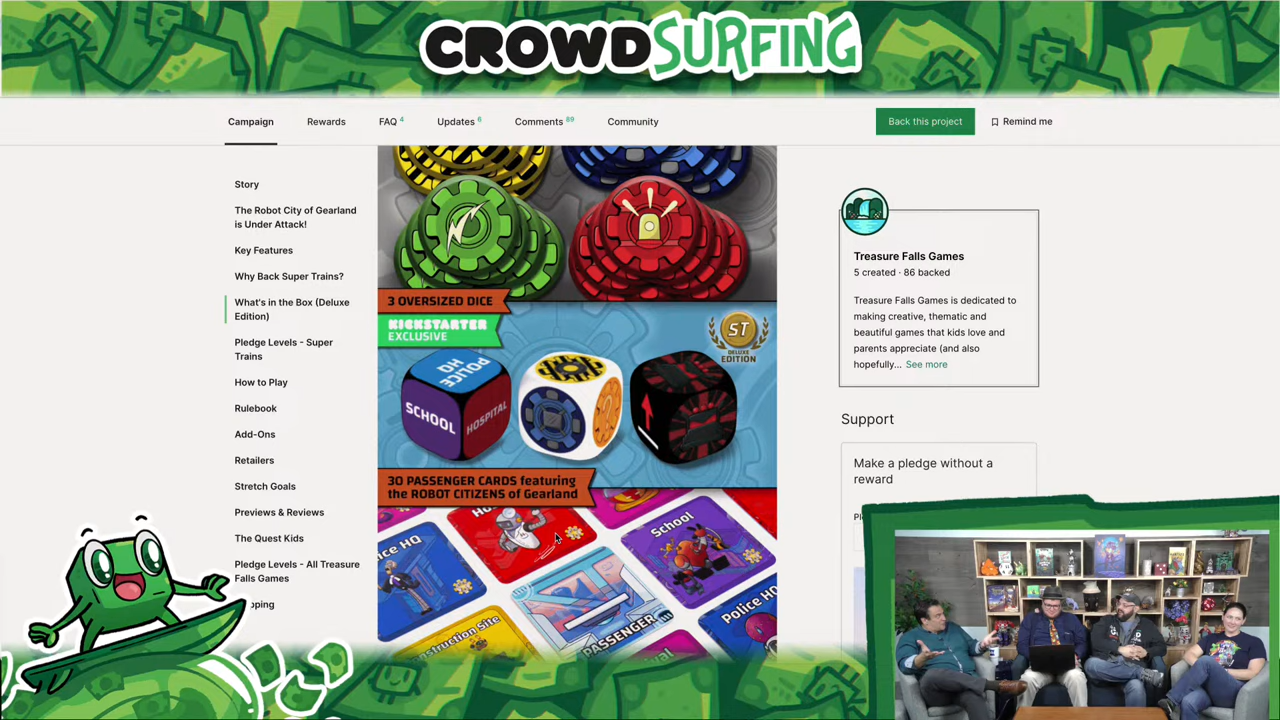 CROWDSURFING
Campaign
Rewards
FAQ 4
Updates 6
Comments 89
Community
Back this project
Remind me
Story
The Robot City of Gearland
is Under Attack!
Key Features
Why Back Super Trains?
What's in the Box (Deluxe
Edition)
Pledge Levels - Super
Trains
How to Play
Rulebook
Add-Ons
Retailers
Stretch Goals
Previews & Reviews
The Quest Kids
Pledge Levels - All Treasure
Falls Games
3 OVERSIZED DICE
KICKSTARTER
EXCLUSIVE
ST
DELUXE
EDITION
POLICE
HQ
SCHOOL
HOSPITAL
30 PASSENGER CARDS featuring
the ROBOT CITIZENS of Gearland
School
Police HQ
Construction Site
PASSENGER
Treasure Falls Games
5 created · 86 backed
Treasure Falls Games is dedicated to
making creative, thematic and
beautiful games that kids love and
parents appreciate (and also
hopefully... See more
Support
Make a pledge without a
reward